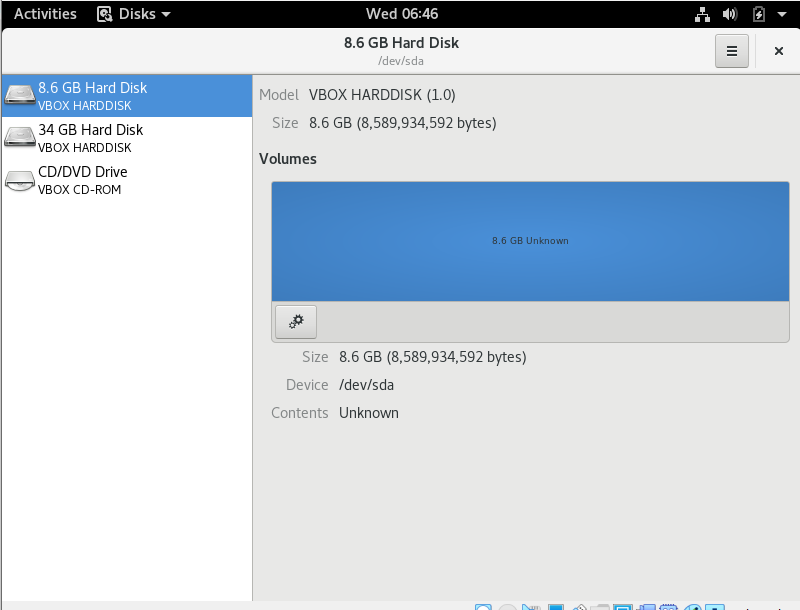 Activities Disks Wed 06:46
8.6 GB Hard Disk
/dev/sda
8.6 GB Hard Disk
VBOX HARDDISK
34 GB Hard Disk
VBOX HARDDISK
CD/DVD Drive
VBOX CD-ROM
Model VBOX HARDDISK (1.0)
Size 8.6 GB (8,589,934,592 bytes)
Volumes
8.6 GB Unknown
Size 8.6 GB (8,589,934,592 bytes)
Device /dev/sda
Contents Unknown